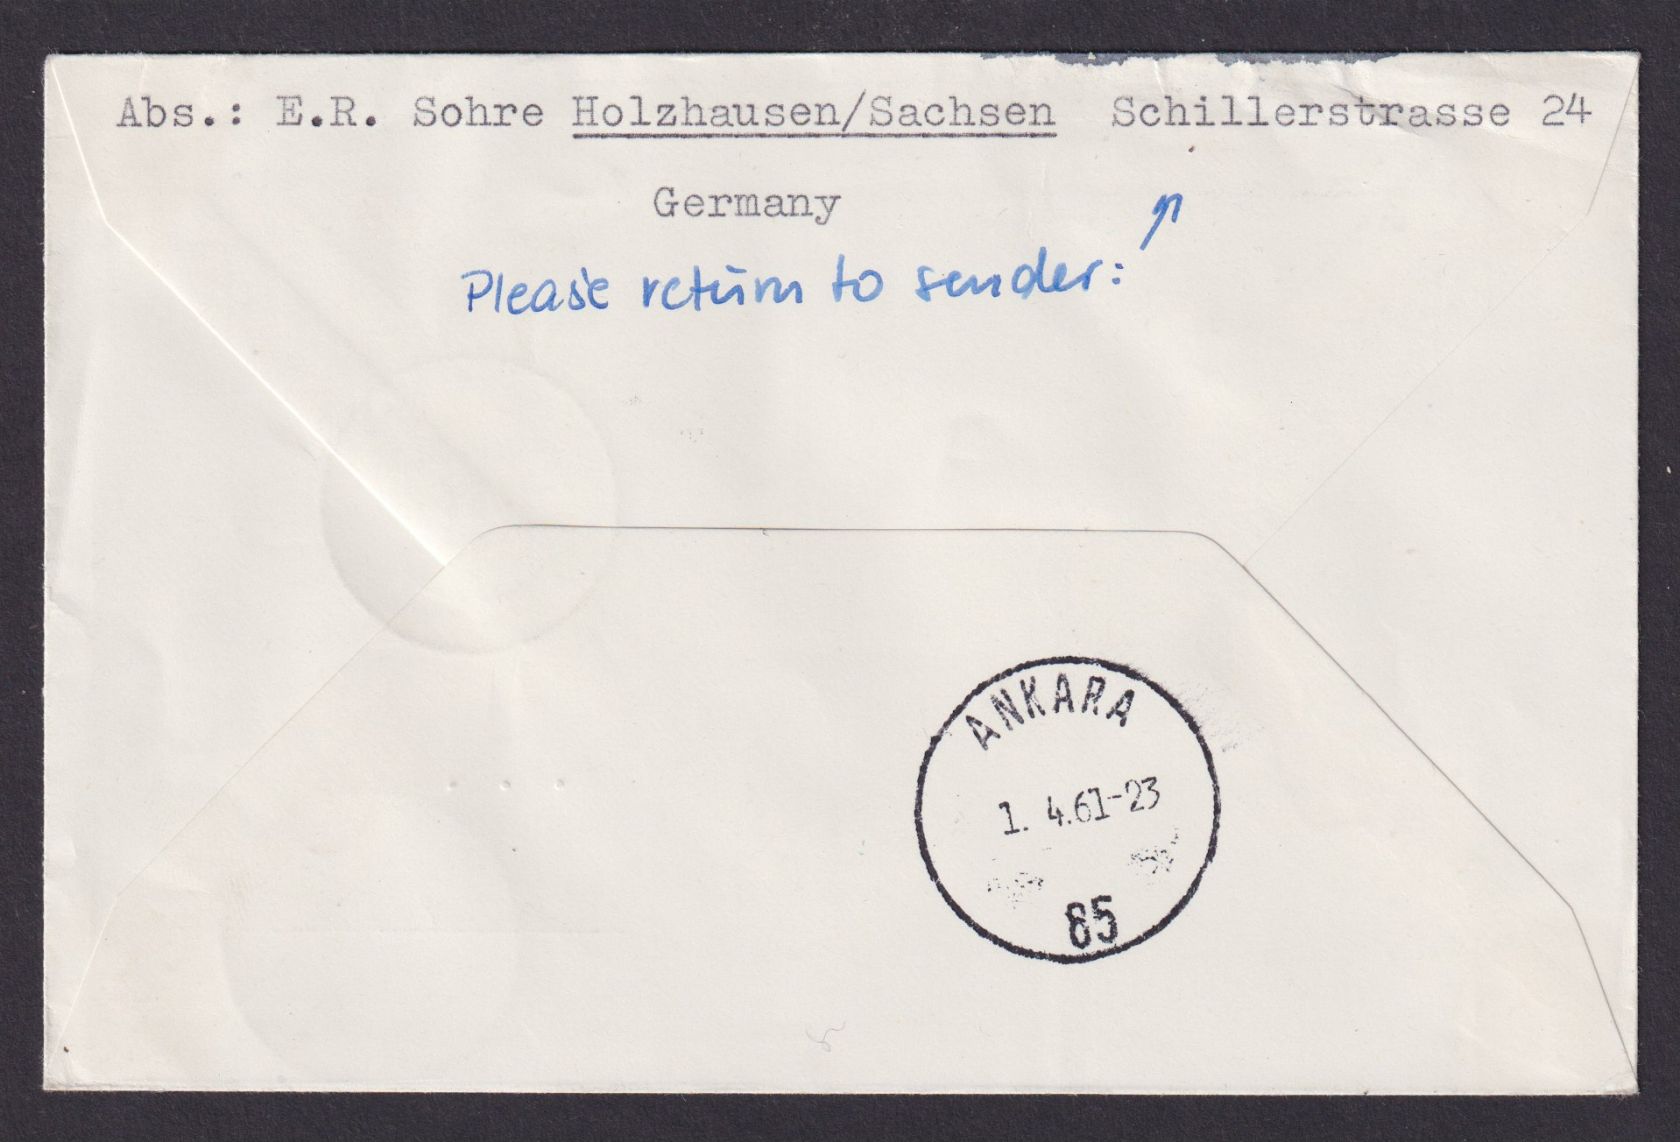 Abs.: E.R. Sohre Holzhausen/Sachsen Schillerstrasse 24
Germany
Please return to sender:
ANKARA
1. 4.61-23
85